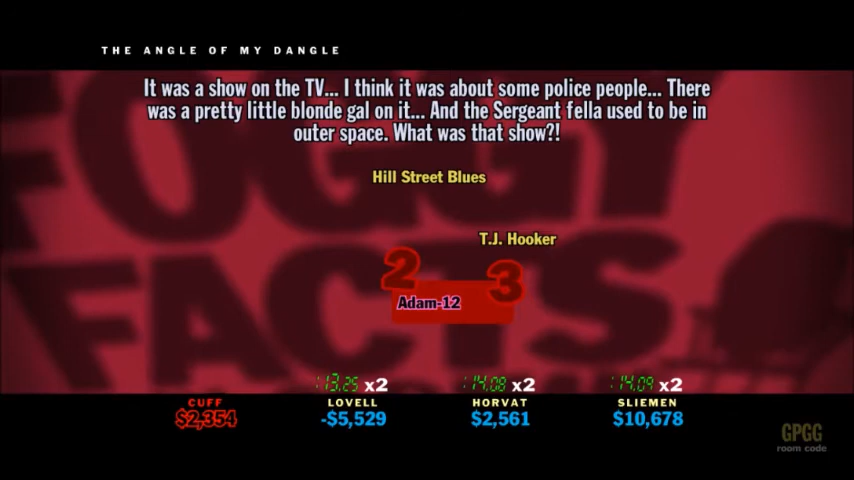 THE ANGLE OF MY DANGLE
It was a show on the TV... I think it was about some police people... There
was a pretty little blonde gal on it... And the Sergeant fella used to be in
outer space. What was that show?!
FOGGY
FACTS
Hill Street Blues
T.J. Hooker
2
3
Adam-12
:13.25 x2
:14.08 x2
:14.09 x2
CUFF
LOVELL
HORVAT
SLIEMEN
$2,354
-$5,529
$2,561
$10,678
GPGG
room code